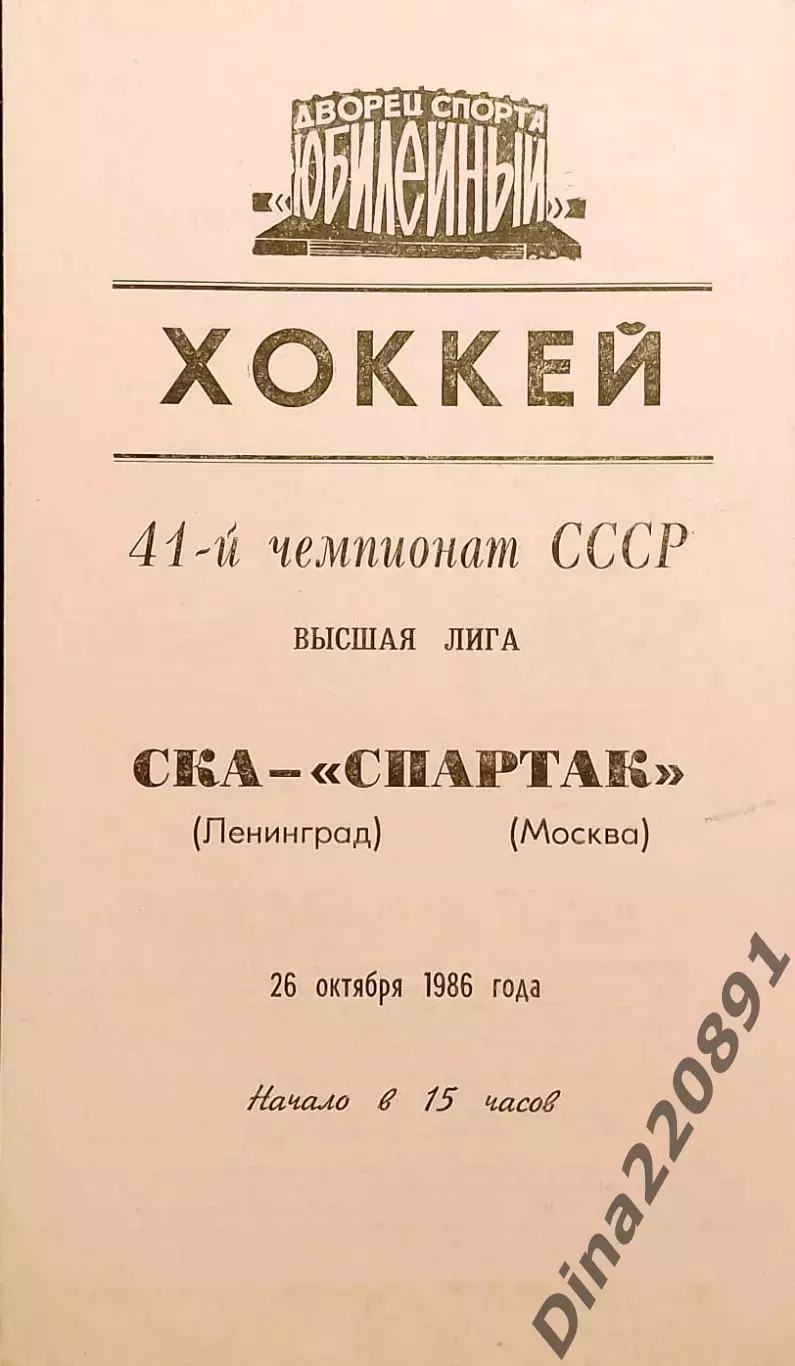 ДВОРЕЦ СПОРТА
«ЮБИЛЕЙНЫЙ»
ХОККЕЙ
41-й чемпионат СССР
ВЫСШАЯ ЛИГА
СКА – «СПАРТАК»
(Ленинград) (Москва)
26 октября 1986 года
Начало в 15 часов
Dina220891